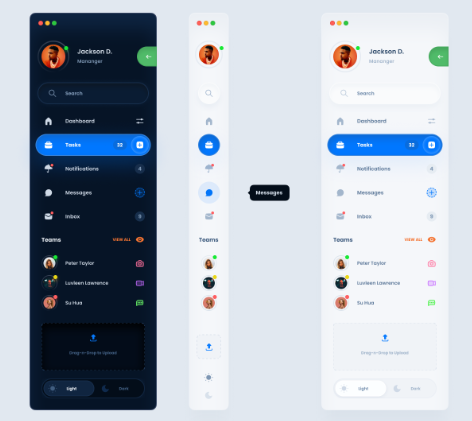 Jackson D.
Manager
Search
Dashboard
Tasks 32
Notifications 4
Messages
Inbox 9
Teams VIEW ALL
Peter Taylor
Luvleen Lawrence
Su Hua
Drag-n-Drop to Upload
Light Dark
Messages
Teams
Jackson D.
Manager
Search
Dashboard
Tasks 32
Notifications 4
Messages
Inbox 9
Teams VIEW ALL
Peter Taylor
Luvleen Lawrence
Su Hua
Drag-n-Drop to Upload
Light Dark